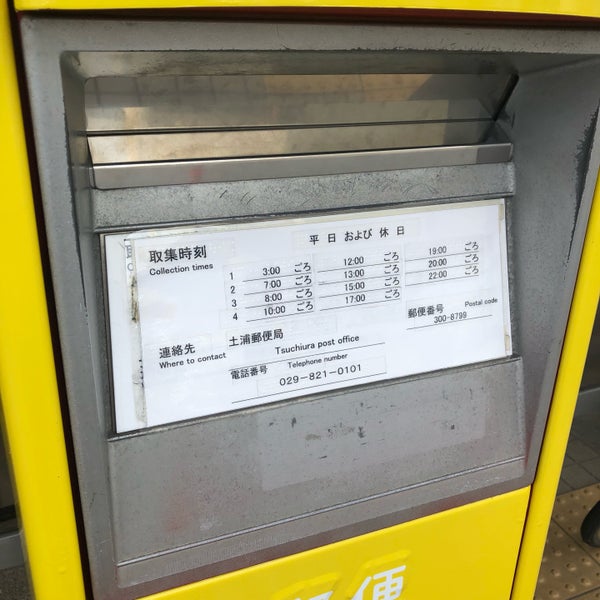 取集時刻
Collection times
平日 および 休日
1 3:00 ごろ 12:00 ごろ 19:00 ごろ
2 7:00 ごろ 13:00 ごろ 20:00 ごろ
3 8:00 ごろ 15:00 ごろ 22:00 ごろ
4 10:00 ごろ 17:00 ごろ
連絡先
Where to contact
土浦郵便局
Tsuchiura post office
電話番号 Telephone number
029-821-0101
郵便番号 Postal code
300-8799
便